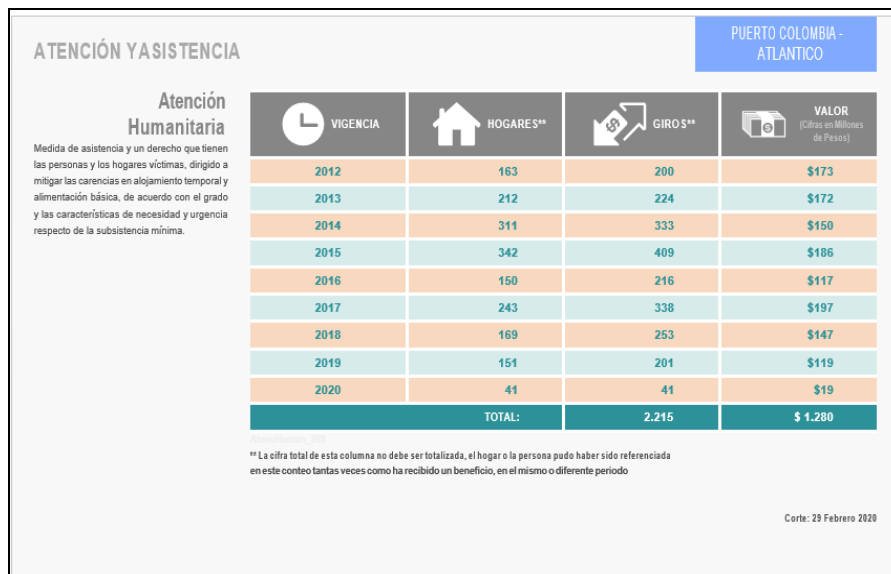 PUERTO COLOMBIA -
ATLANTICO
ATENCIÓN YASISTENCIA
Atención
Humanitaria
Medida de asistencia y un derecho que tienen
las personas y los hogares víctimas, dirigido a
mitigar las carencias en alojamiento temporal y
alimentación básica, de acuerdo con el grado
y las características de necesidad y urgencia
respecto de la subsistencia mínima.
VIGENCIA HOGARES** GIROS** VALOR
(Cifras en Millones
de Pesos)
2012 163 200 $173
2013 212 224 $172
2014 311 333 $150
2015 342 409 $186
2016 150 216 $117
2017 243 338 $197
2018 169 253 $147
2019 151 201 $119
2020 41 41 $19
TOTAL: 2.215 $ 1.280
** La cifra total de esta columna no debe ser totalizada, el hogar o la persona pudo haber sido referenciada
en este conteo tantas veces como ha recibido un beneficio, en el mismo o diferente periodo
Corte: 29 Febrero 2020